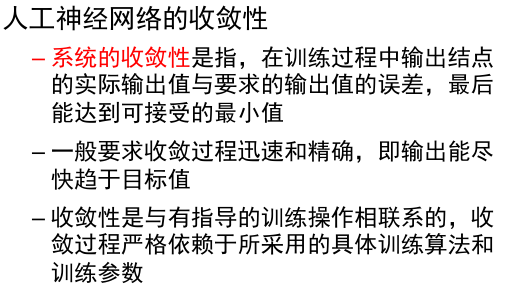 人工神经网络的收敛性
– 系统的收敛性是指，在训练过程中输出结点
的实际输出值与要求的输出值的误差，最后
能达到可接受的最小值
– 一般要求收敛过程迅速和精确，即输出能尽
快趋于目标值
– 收敛性是与有指导的训练操作相联系的，收
敛过程严格依赖于所采用的具体训练算法和
训练参数